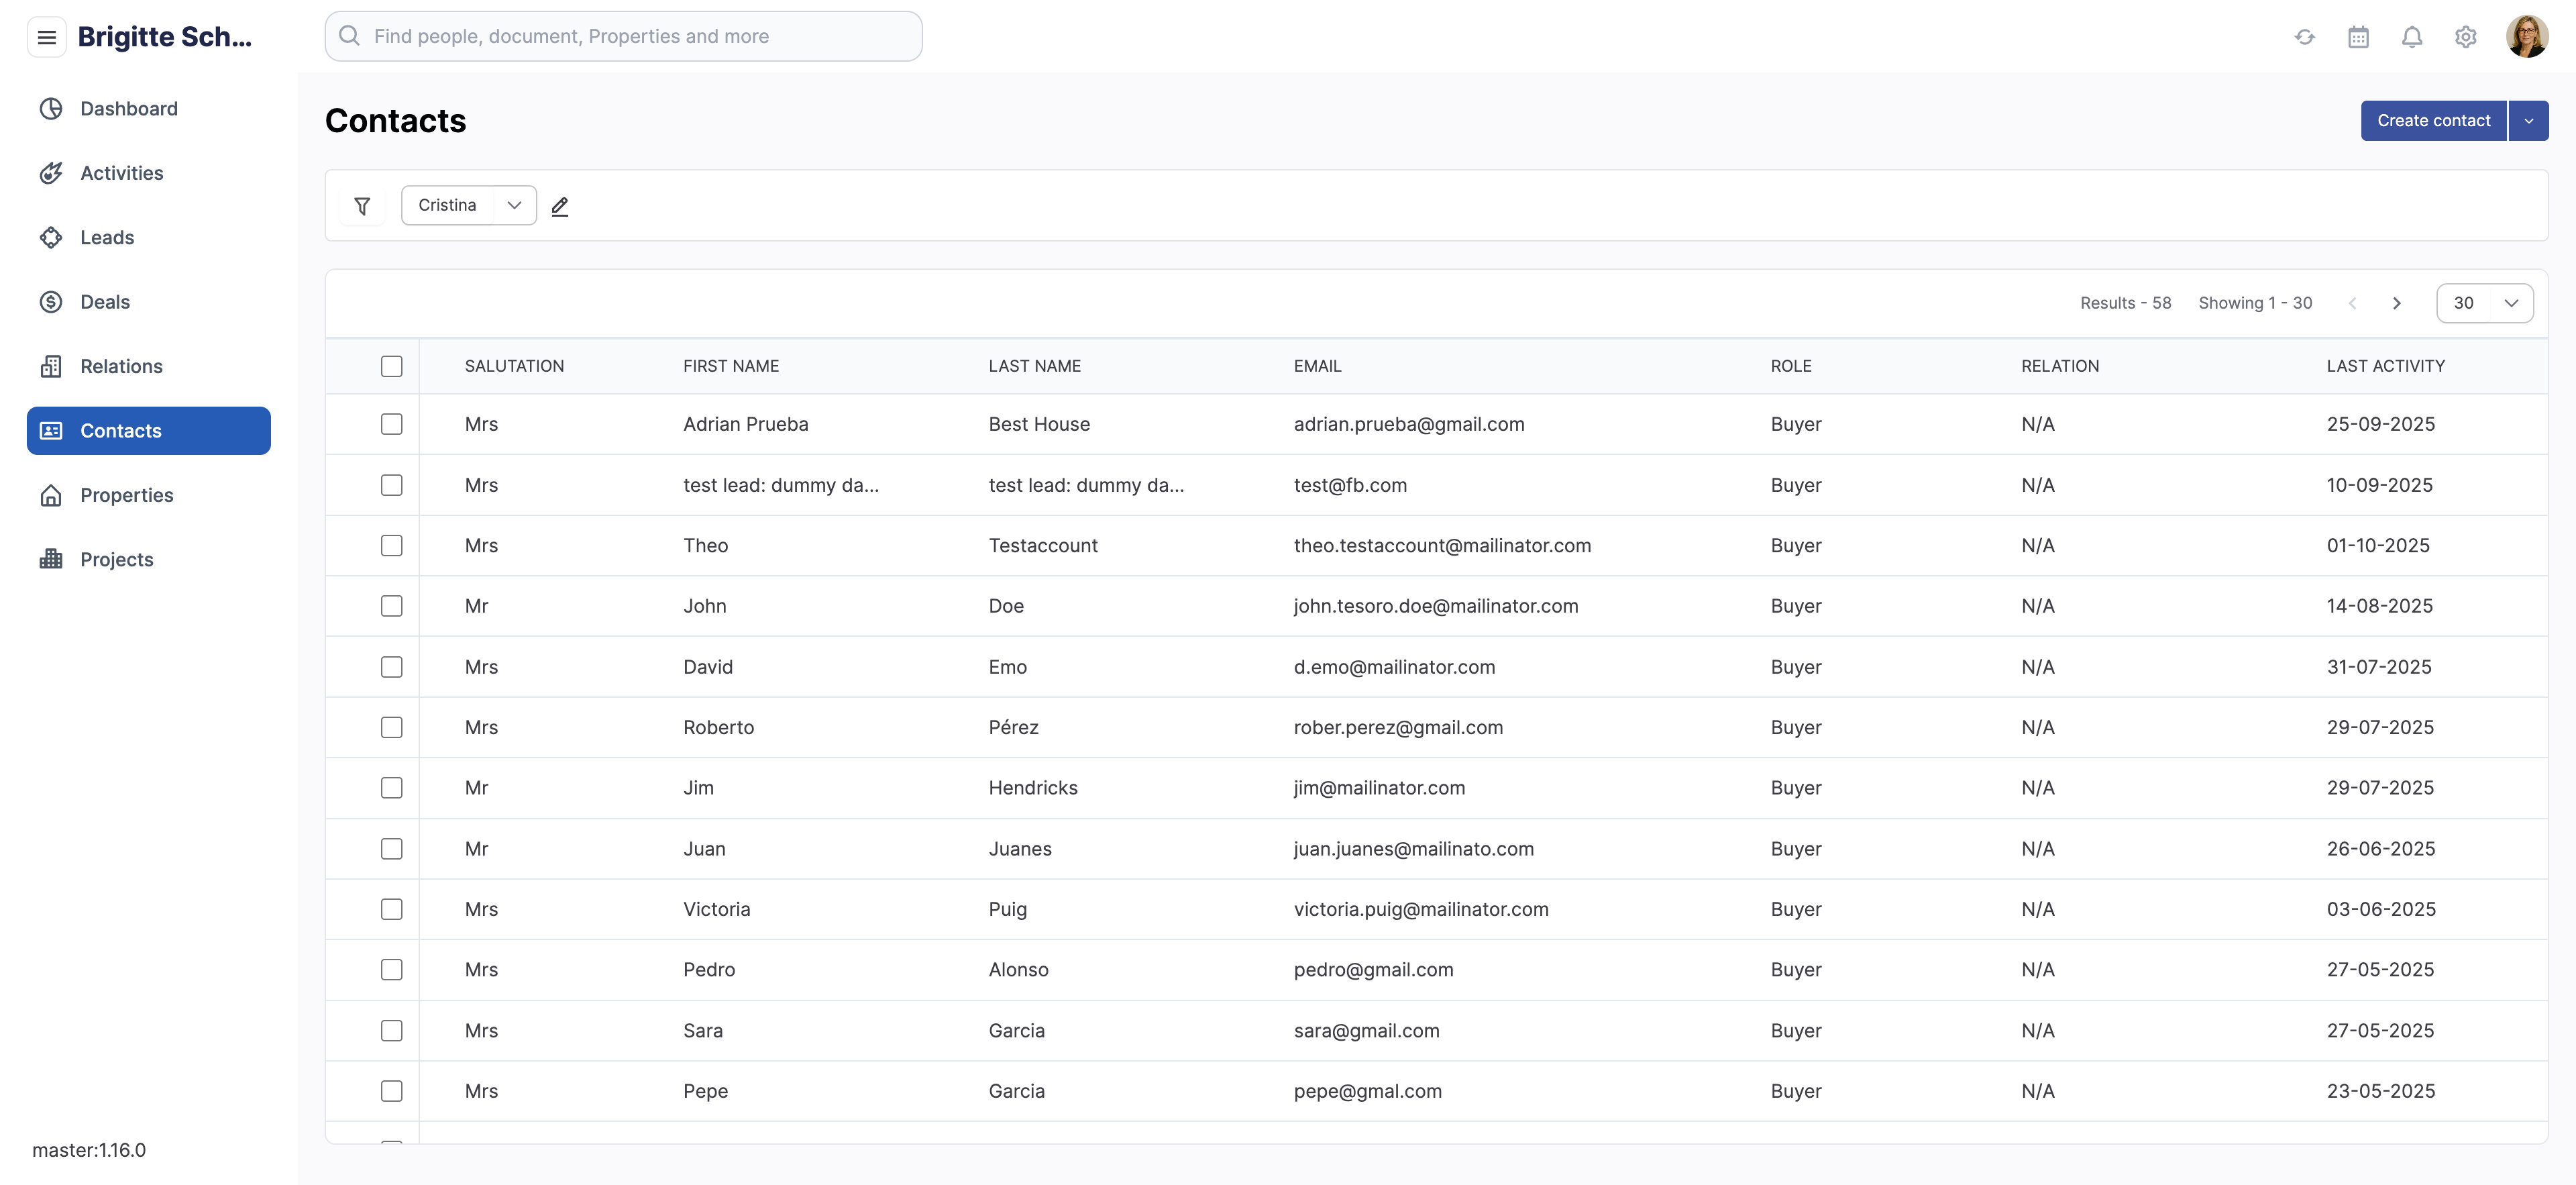 Brigitte Sch...
Find people, document, Properties and more
Dashboard
Activities
Leads
Deals
Relations
Contacts
Properties
Projects
master:1.16.0
Contacts
Create contact
Cristina
Results - 58 Showing 1 - 30 30
SALUTATION FIRST NAME LAST NAME EMAIL ROLE RELATION LAST ACTIVITY
Mrs Adrian Prueba Best House adrian.prueba@gmail.com Buyer N/A 25-09-2025
Mrs test lead: dummy da... test lead: dummy da... test@fb.com Buyer N/A 10-09-2025
Mrs Theo Testaccount theo.testaccount@mailinator.com Buyer N/A 01-10-2025
Mr John Doe john.tesoro.doe@mailinator.com Buyer N/A 14-08-2025
Mrs David Emo d.emo@mailinator.com Buyer N/A 31-07-2025
Mrs Roberto Pérez rober.perez@gmail.com Buyer N/A 29-07-2025
Mr Jim Hendricks jim@mailinator.com Buyer N/A 29-07-2025
Mr Juan Juanes juan.juanes@mailinato.com Buyer N/A 26-06-2025
Mrs Victoria Puig victoria.puig@mailinator.com Buyer N/A 03-06-2025
Mrs Pedro Alonso pedro@gmail.com Buyer N/A 27-05-2025
Mrs Sara Garcia sara@gmail.com Buyer N/A 27-05-2025
Mrs Pepe Garcia pepe@gmal.com Buyer N/A 23-05-2025